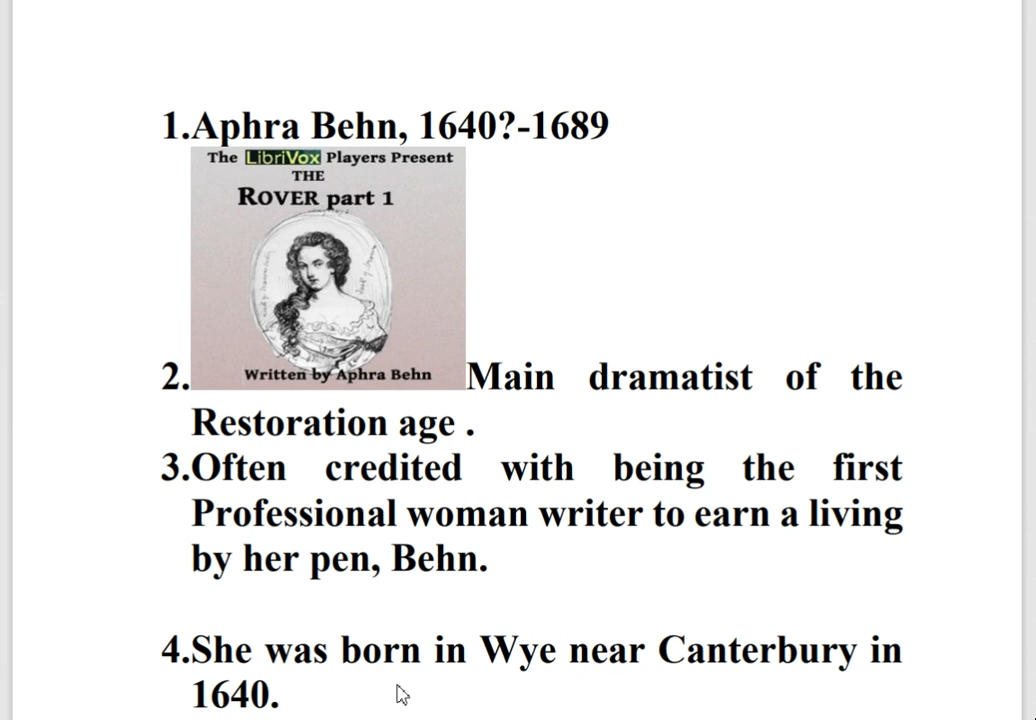 1.Aphra Behn, 1640?-1689
The LibriVox Players Present
THE
ROVER part 1
Written by Aphra Behn
2. Main dramatist of the
Restoration age .
3.Often credited with being the first
Professional woman writer to earn a living
by her pen, Behn.
4.She was born in Wye near Canterbury in
1640.